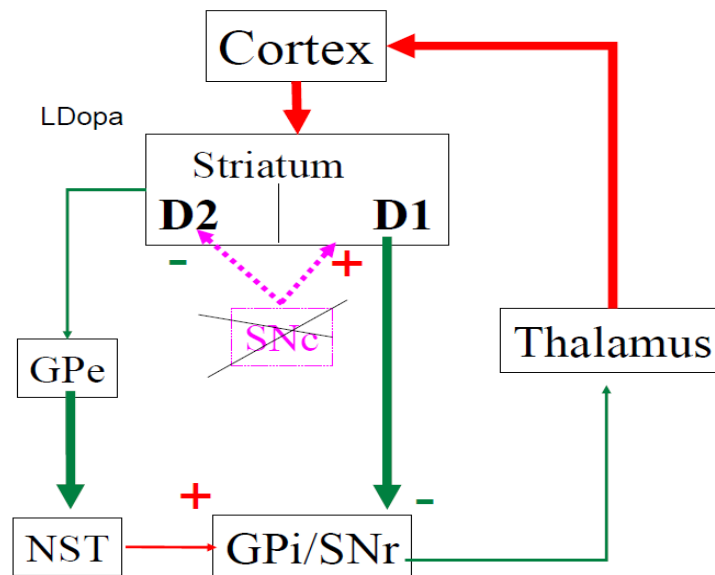 Cortex
LDopa
Striatum
D2 D1
- +
SNc
GPe
Thalamus
+ -
NST
GPi/SNr